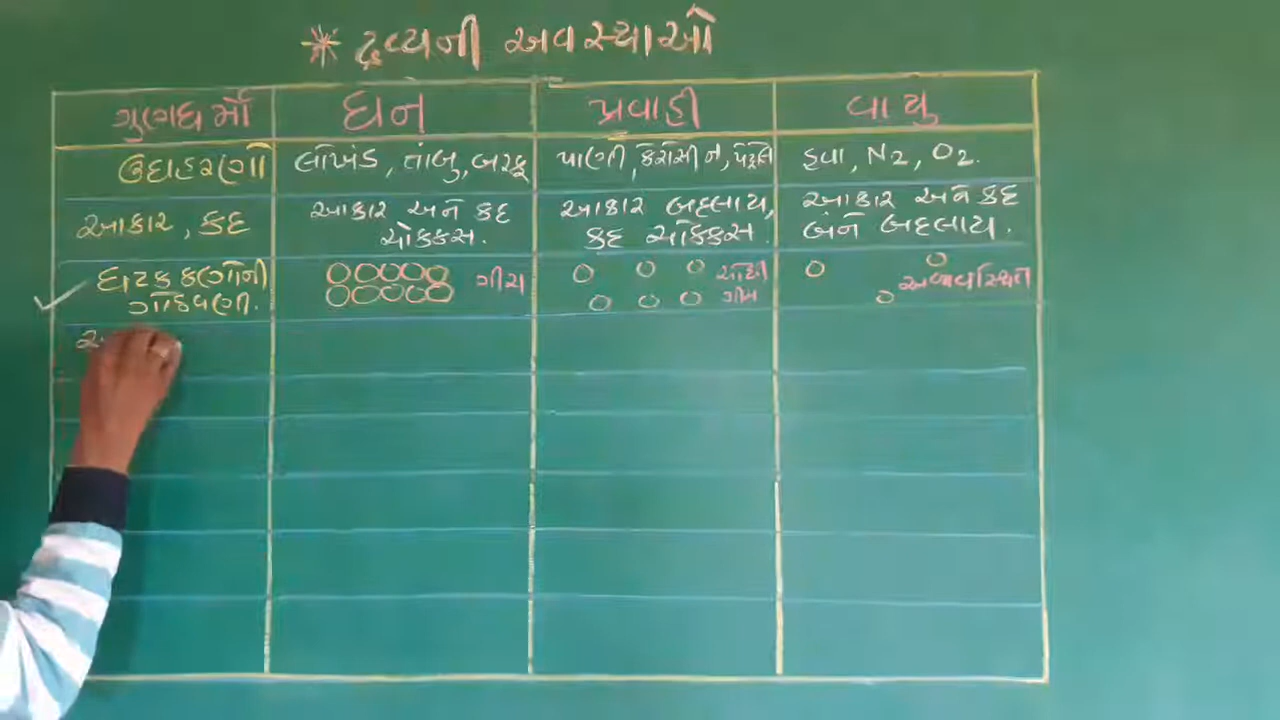 * દ્રવ્યની અવસ્થાઓ
ગુણધર્મો ઘન પ્રવાહી વાયુ
ઉદાહરણો લોખંડ, તાંબુ, બરફ પાણી, કેરોસીન, પેટ્રોલ હવા, N2, O2.
આકાર, કદ
આકાર અને કદ
ચોક્કસ.
આકાર બદલાય,
કદ ચોક્કસ.
આકાર અને કદ
બંને બદલાય.
ઘટક કણોની
ગોઠવણી.
ગીચ
ઓછી
ગીચ
અવ્યવસ્થિત